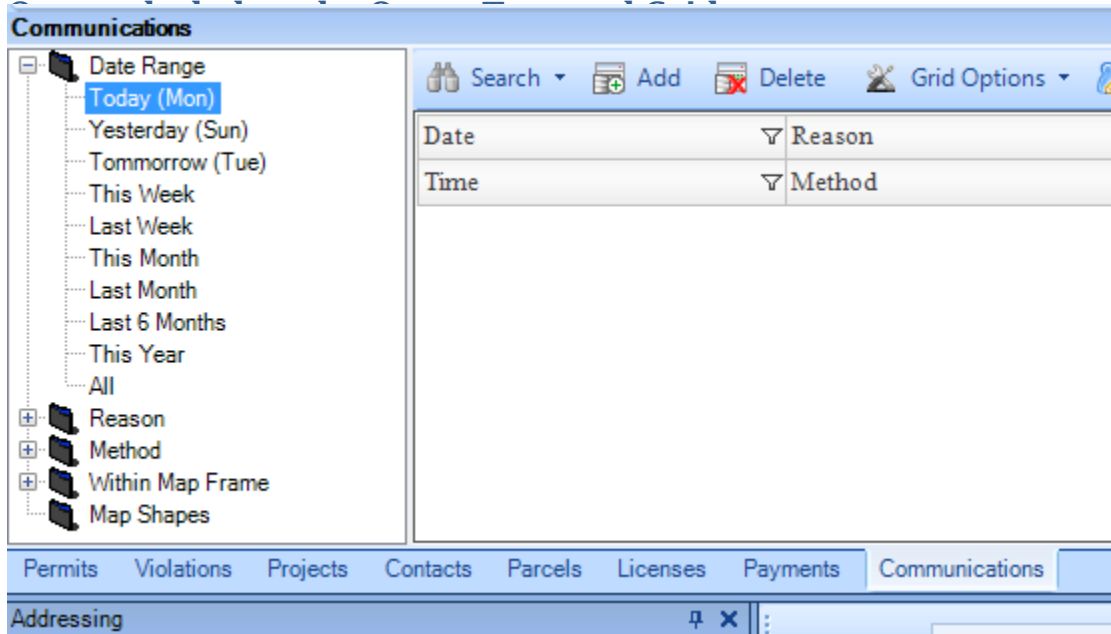 Communications
Date Range
Today (Mon)
Yesterday (Sun)
Tommorrow (Tue)
This Week
Last Week
This Month
Last Month
Last 6 Months
This Year
All
Reason
Method
Within Map Frame
Map Shapes
Search Add Delete Grid Options
Date Reason
Time Method
Permits Violations Projects Contacts Parcels Licenses Payments Communications
Addressing